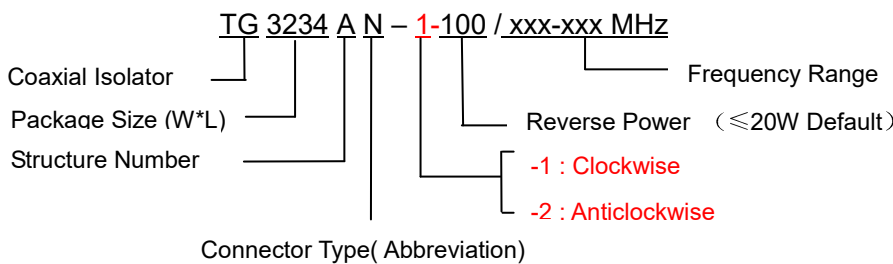 TG 3234 A N – 1-100 / xxx-xxx MHz
Coaxial Isolator
Frequency Range
Package Size (W*L)
Reverse Power （≤20W Default）
Structure Number
-1 : Clockwise
-2 : Anticlockwise
Connector Type( Abbreviation)